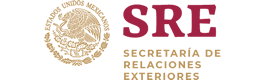 ESTADOS UNIDOS MEXICANOS
SRE
SECRETARÍA DE
RELACIONES
EXTERIORES